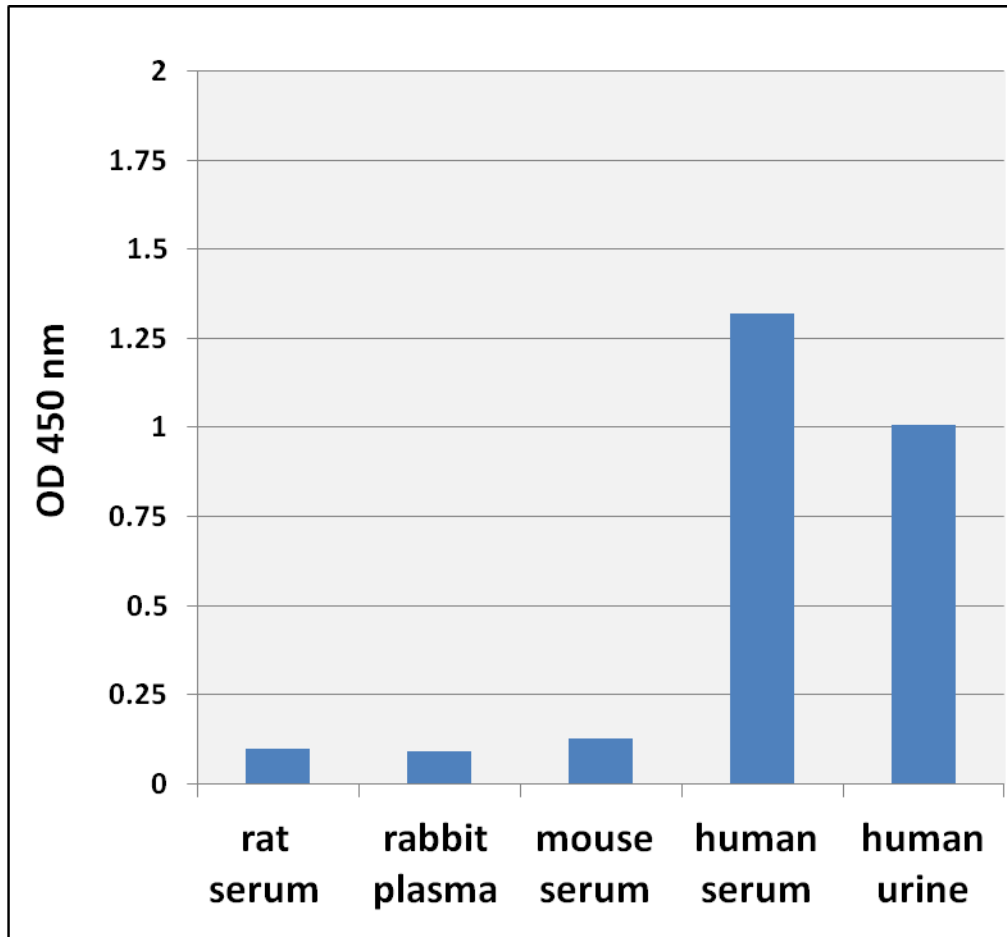 2
1.75
1.5
1.25
1
0.75
0.5
0.25
0
OD 450 nm
rat serum
rabbit plasma
mouse serum
human serum
human urine